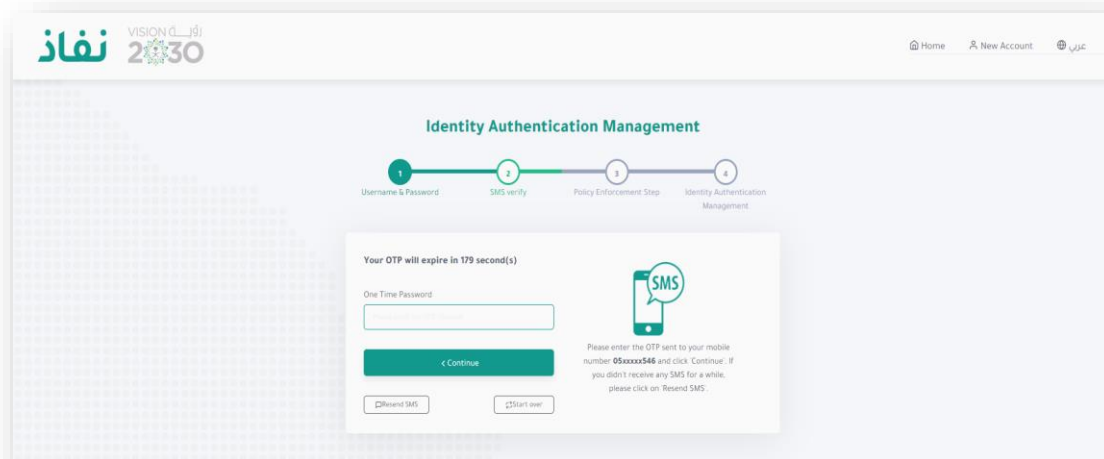 نفاذ
VISION رؤيــة
2030
Home
New Account
عربي
Identity Authentication Management
1
2
3
4
Username & Password
SMS verify
Policy Enforcement Step
Identity Authentication
Management
Your OTP will expire in 179 second(s)
One Time Password
‹ Continue
Resend SMS
Start over
SMS
Please enter the OTP sent to your mobile
number 05xxxxx546 and click 'Continue'. If
you didn't receive any SMS for a while,
please click on 'Resend SMS'.